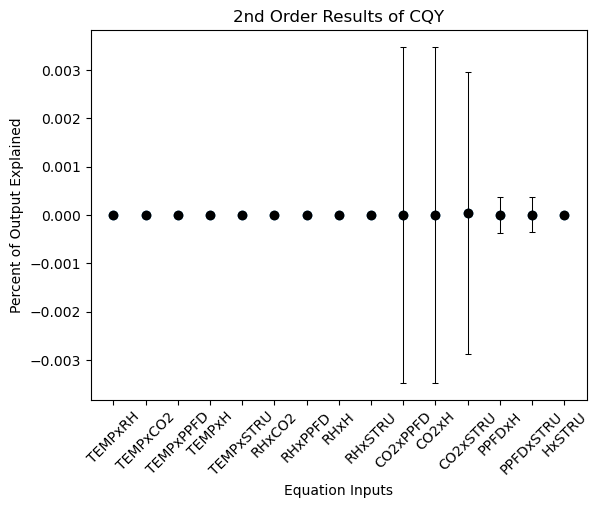 2nd Order Results of CQY
Percent of Output Explained
0.003
0.002
0.001
0.000
−0.001
−0.002
−0.003
TEMPxRH
TEMPxCO2
TEMPxPPFD
TEMPxH
TEMPxSTRU
RHxCO2
RHxPPFD
RHxH
RHxSTRU
CO2xPPFD
CO2xH
CO2xSTRU
PPFDxH
PPFDxSTRU
HxSTRU
Equation Inputs